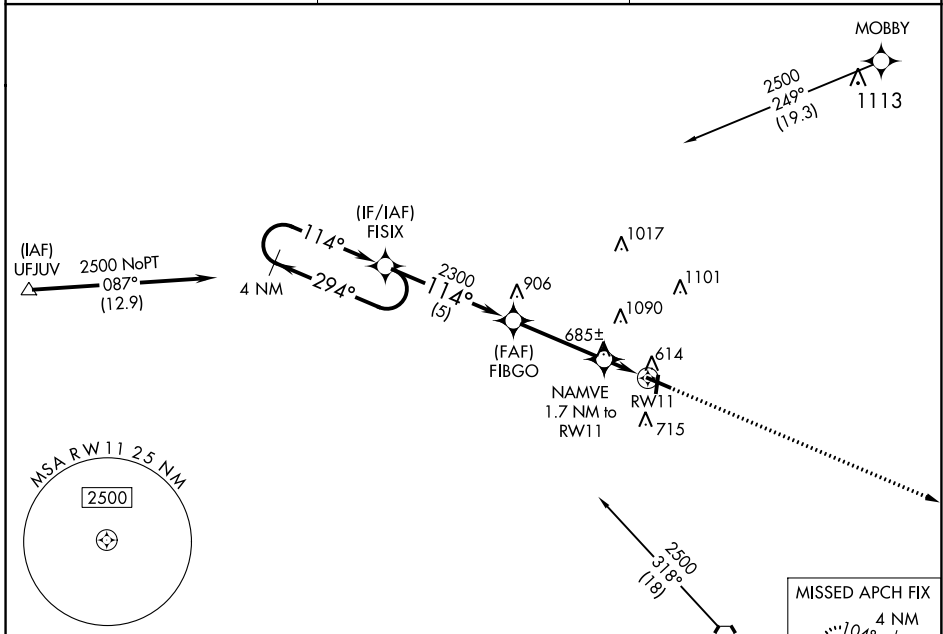 MOBBY
2500
249°
(19.3)
1113
(IF/IAF)
FISIX
1017
(IAF)
UFJUV
2500 NoPT
087°
(12.9)
114°
294°
4 NM
2300
114°
(5)
906
1101
1090
685±
614
(FAF)
FIBGO
NAMVE
1.7 NM to
RW11
RW11
715
MSA RW11 25 NM
2500
2500
318°
(18)
MISSED APCH FIX
4 NM
104°